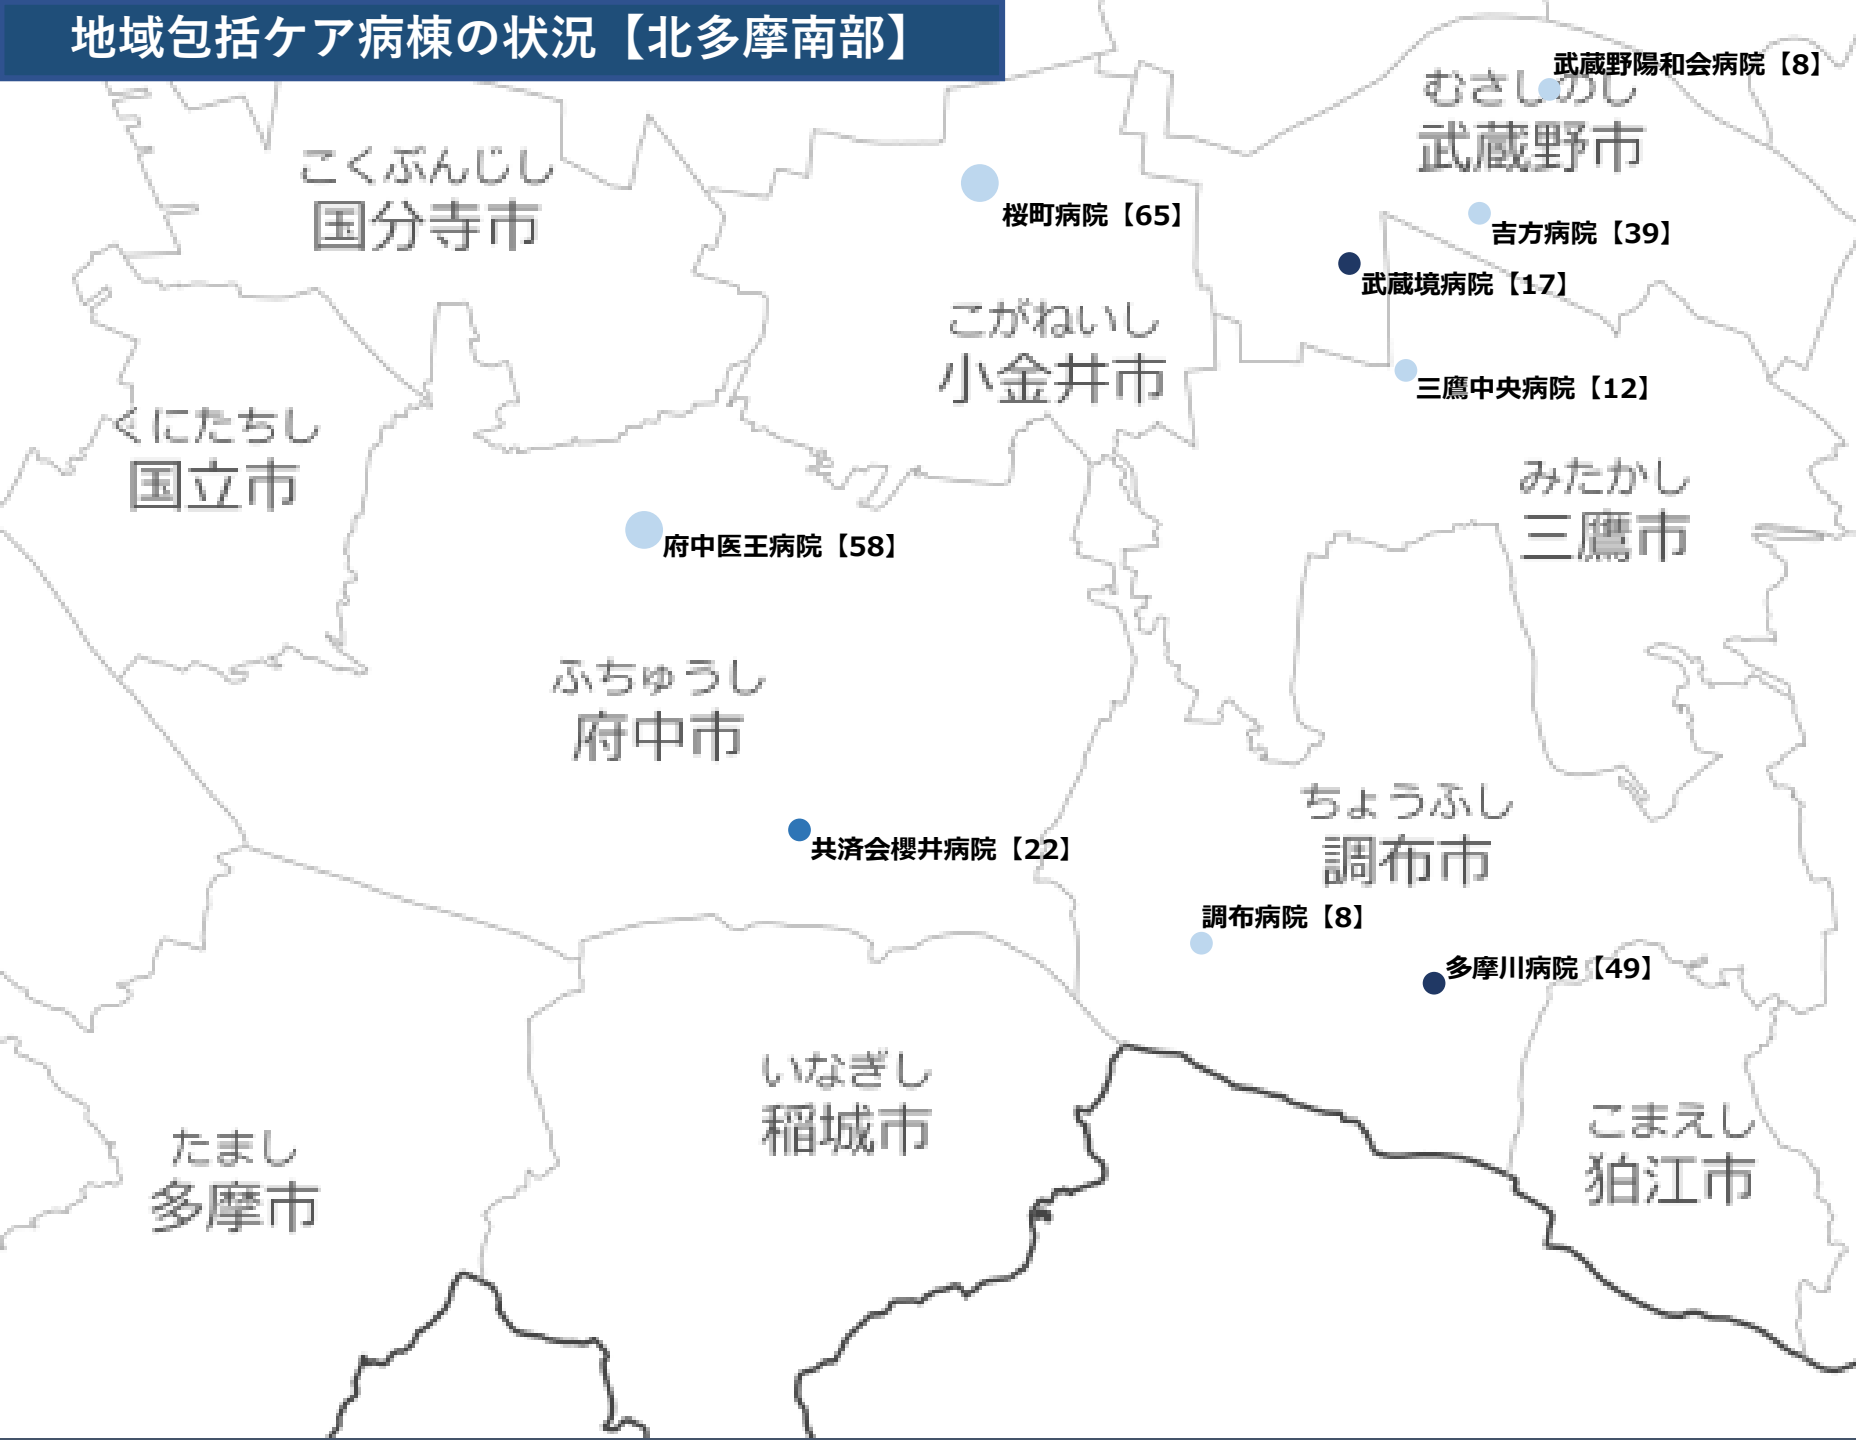 地域包括ケア病棟の状況【北多摩南部】
武蔵野陽和会病院【8】
むさしのし
武蔵野市
こくぶんじし
国分寺市
桜町病院【65】
吉方病院【39】
武蔵境病院【17】
こがねいし
小金井市
三鷹中央病院【12】
くにたちし
国立市
みたかし
三鷹市
府中医王病院【58】
ふちゅうし
府中市
ちょうふし
調布市
共済会櫻井病院【22】
調布病院【8】
多摩川病院【49】
いなぎし
稲城市
こまえし
狛江市
たまし
多摩市